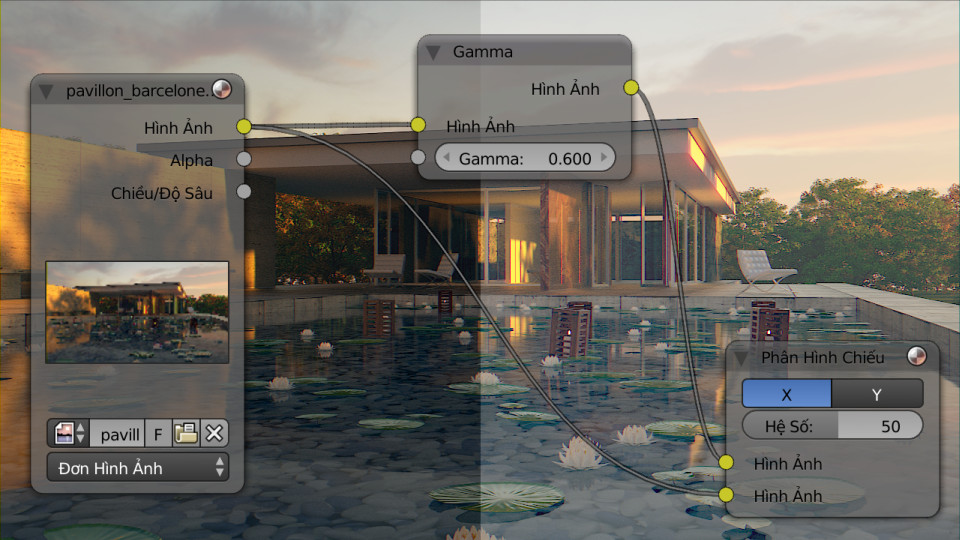 pavillon_barcelone..
Hình Ảnh
Alpha
Chiều/Độ Sâu
pavill
F
Đơn Hình Ảnh
Gamma
Hình Ảnh
Hình Ảnh
Gamma: 0.600
Phân Hình Chiếu
X Y
Hệ Số: 50
Hình Ảnh
Hình Ảnh